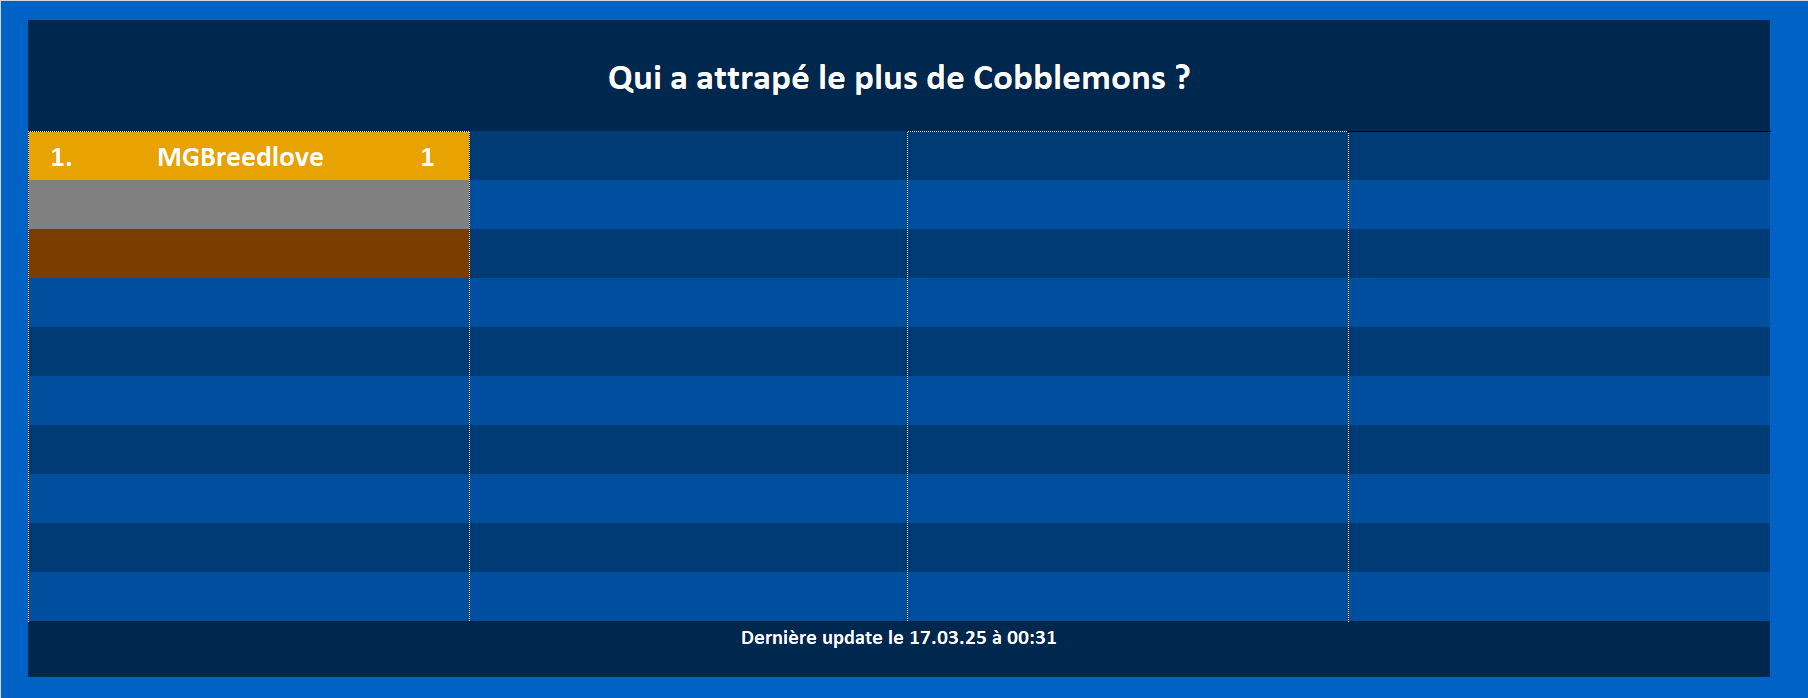 Qui a attrapé le plus de Cobblemons ?
1. MGBreedlove 1
Dernière update le 17.03.25 à 00:31